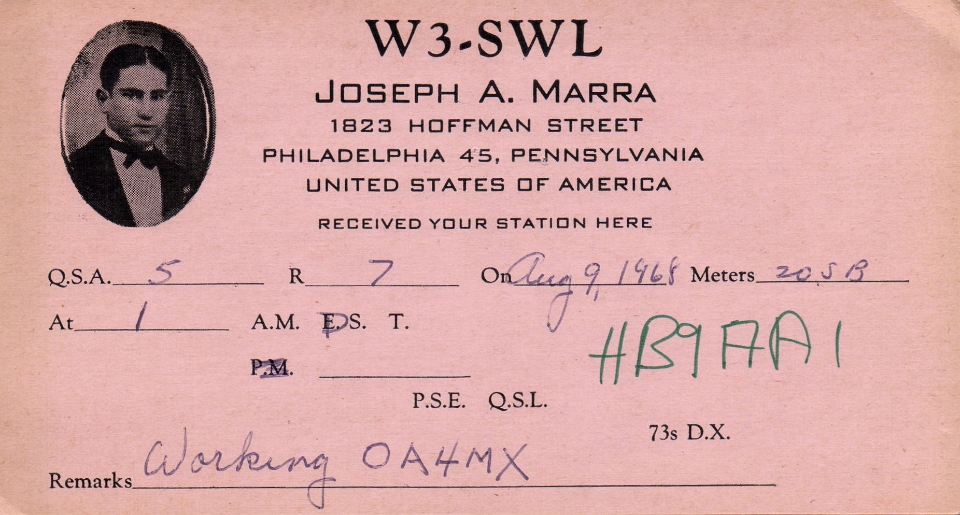 W3-SWL
JOSEPH A. MARRA
1823 HOFFMAN STREET
PHILADELPHIA 45, PENNSYLVANIA
UNITED STATES OF AMERICA
RECEIVED YOUR STATION HERE
Q.S.A. 5 R 7 On Aug 9, 1968 Meters 20 SB
At 1 A.M. D.S. T.
P.M.
HB9AAI
P.S.E. Q.S.L.
73s D.X.
Remarks Working OA4MX